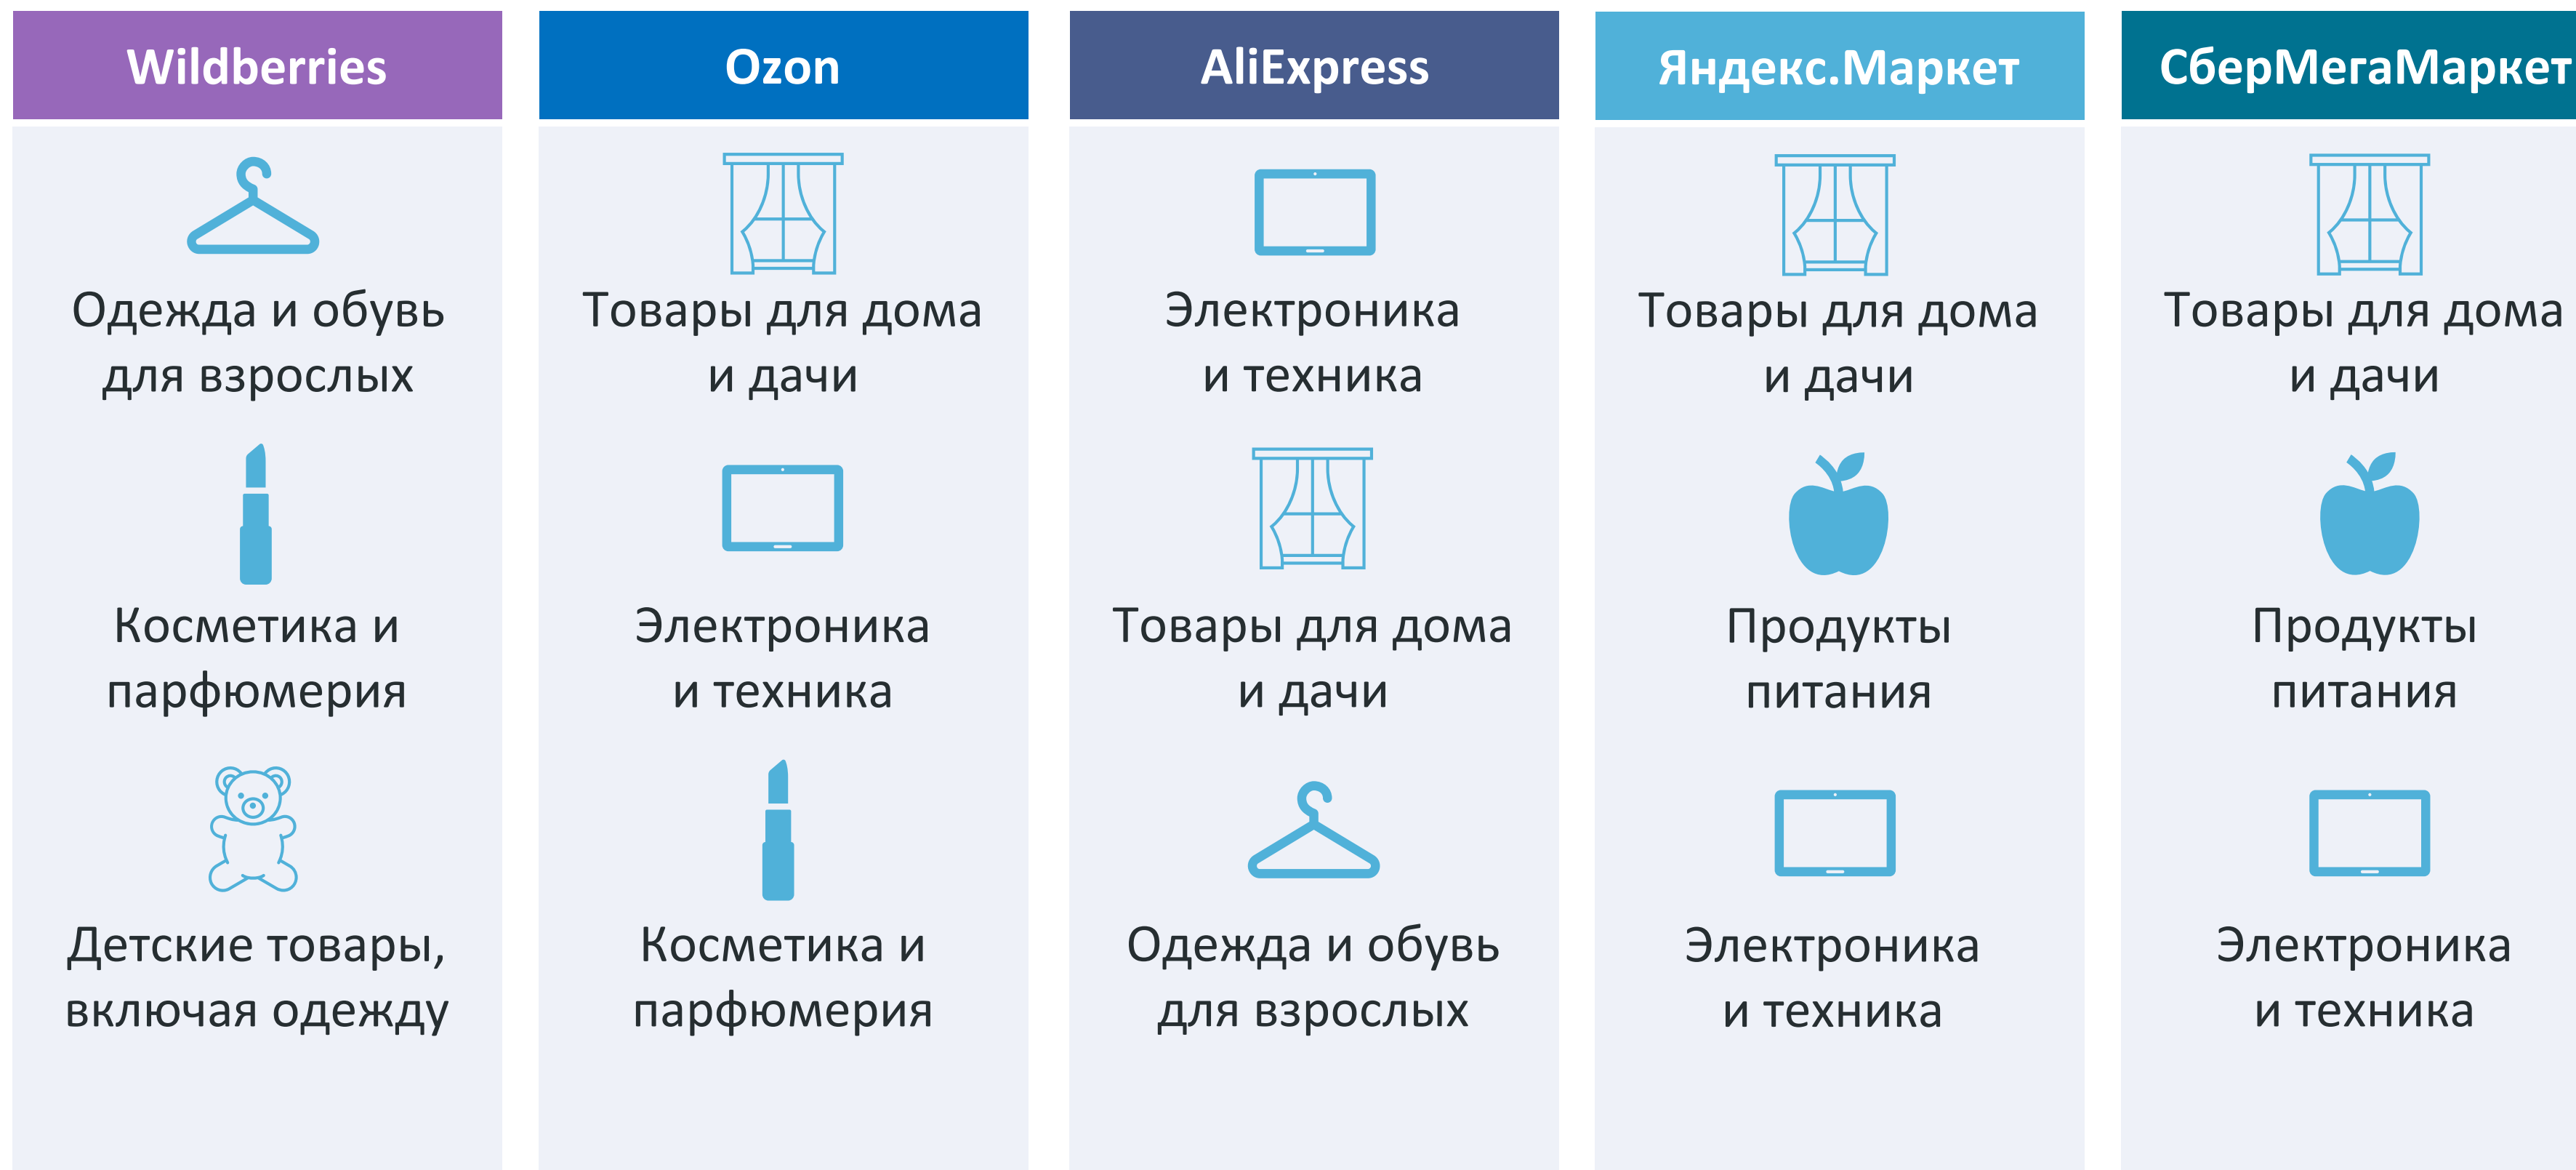 Wildberries
Одежда и обувь
для взрослых
Косметика и
парфюмерия
Детские товары,
включая одежду
Ozon
Товары для дома
и дачи
Электроника
и техника
Косметика и
парфюмерия
AliExpress
Электроника
и техника
Товары для дома
и дачи
Одежда и обувь
для взрослых
Яндекс.Маркет
Товары для дома
и дачи
Продукты
питания
Электроника
и техника
СберМегаМаркет
Товары для дома
и дачи
Продукты
питания
Электроника
и техника